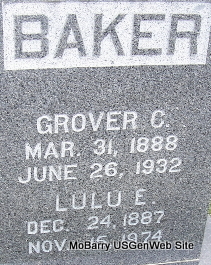 BAKER
GROVER C.
MAR. 31, 1888
JUNE 26, 1932
LULU E.
DEC. 24, 1887
NOV. 1974
MoBarry USGenWeb Site